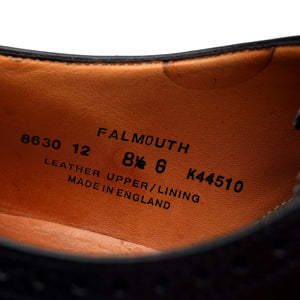 FALMOUTH
8630 12 8½ G K44510
LEATHER UPPER/LINING
MADE IN ENGLAND